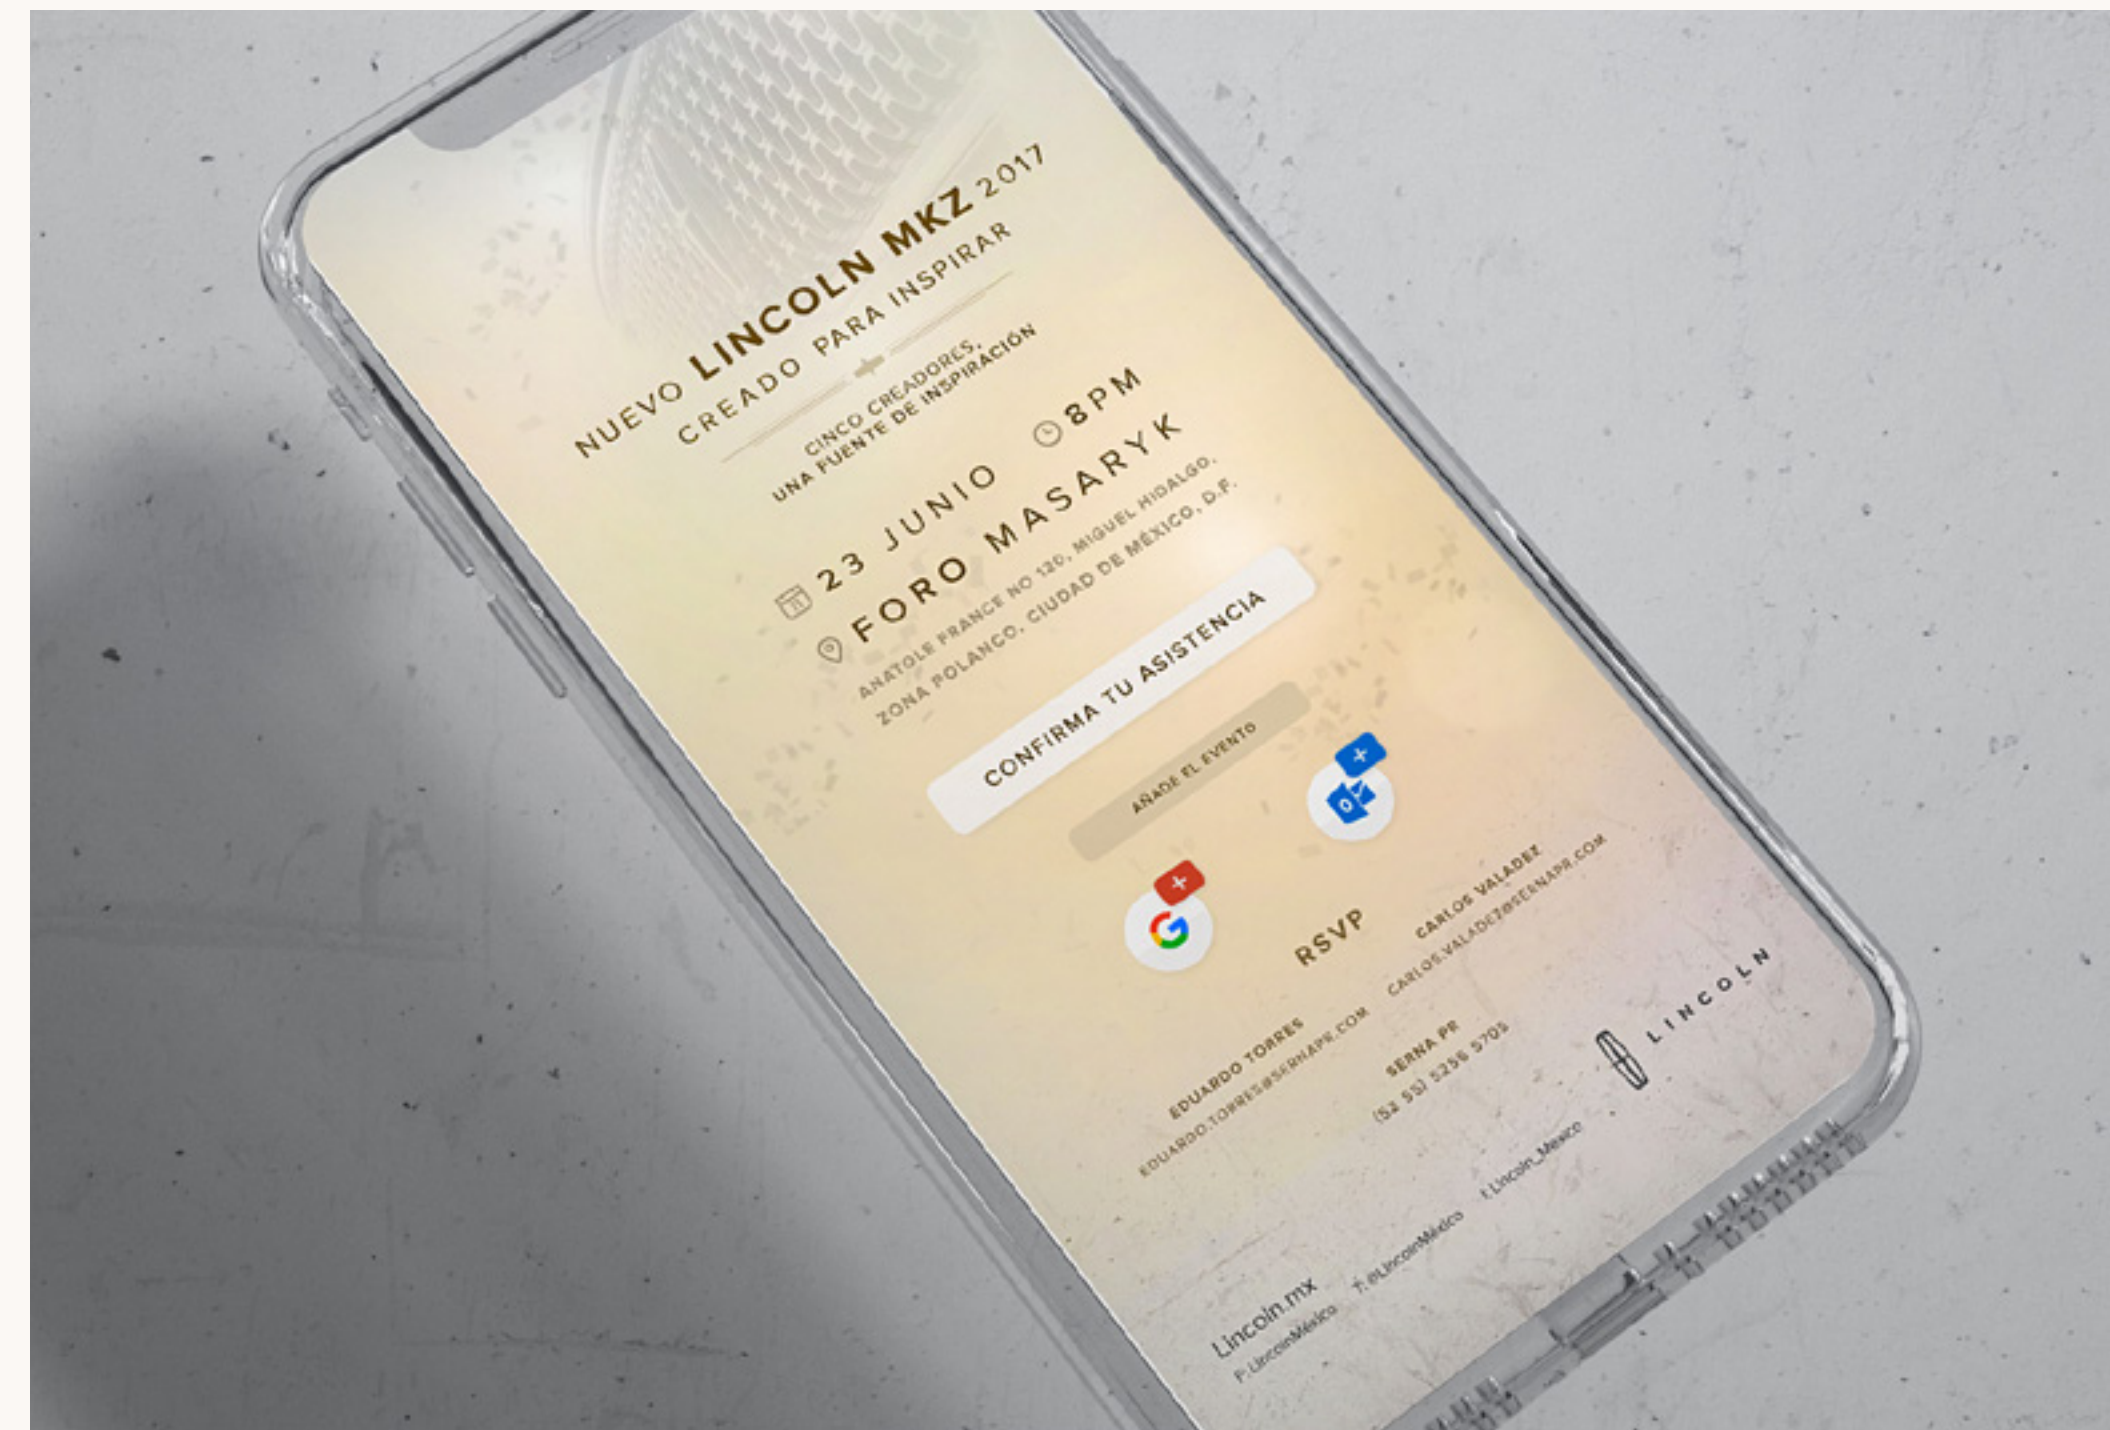 NUEVO LINCOLN MKZ 2017
CREADO PARA INSPIRAR
CINCO CREADORES,
UNA FUENTE DE INSPIRACIÓN
23 JUNIO 8PM
FORO MASARYK
ANATOLE FRANCE NO 120, MIGUEL HIDALGO,
ZONA POLANCO, CIUDAD DE MÉXICO, D.F.
CONFIRMA TU ASISTENCIA
AÑADE EL EVENTO
RSVP
EDUARDO TORRES
EDUARDO.TORRES@SERNAPR.COM
CARLOS VALADEZ
CARLOS.VALADEZ@SERNAPR.COM
SERNA PR
(52 55) 5256 5705
LINCOLN
Lincoln.mx
F: LincolnMéxico T: @LincolnMéxico I: Lincoln_Mexico